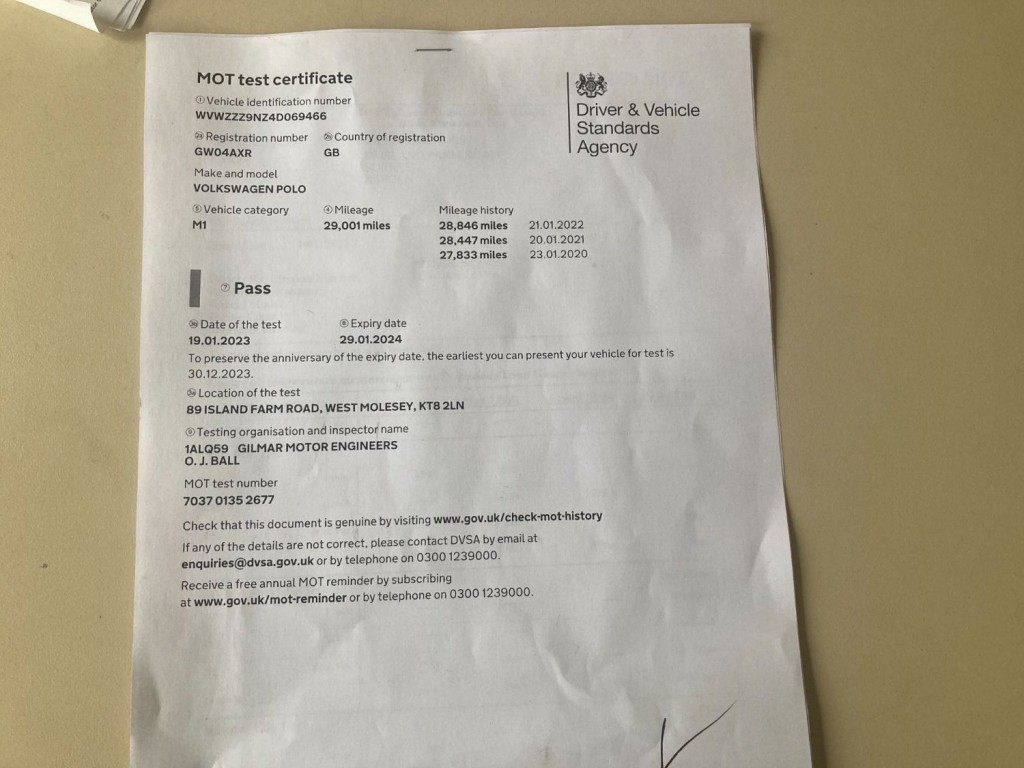 MOT test certificate
Driver & Vehicle
Standards
Agency
① Vehicle identification number
WVWZZZ9NZ4D069466
②ᵃ Registration number ②ᵇ Country of registration
GW04AXR GB
Make and model
VOLKSWAGEN POLO
⑤ Vehicle category ④ Mileage Mileage history
M1 29,001 miles 28,846 miles 21.01.2022
28,447 miles 20.01.2021
27,833 miles 23.01.2020
⑦ Pass
③ᵇ Date of the test ⑧ Expiry date
19.01.2023 29.01.2024
To preserve the anniversary of the expiry date, the earliest you can present your vehicle for test is
30.12.2023.
③ᵃ Location of the test
89 ISLAND FARM ROAD, WEST MOLESEY, KT8 2LN
⑨ Testing organisation and inspector name
1ALQ59 GILMAR MOTOR ENGINEERS
O. J. BALL
MOT test number
7037 0135 2677
Check that this document is genuine by visiting www.gov.uk/check-mot-history
If any of the details are not correct, please contact DVSA by email at
enquiries@dvsa.gov.uk or by telephone on 0300 1239000.
Receive a free annual MOT reminder by subscribing
at www.gov.uk/mot-reminder or by telephone on 0300 1239000.